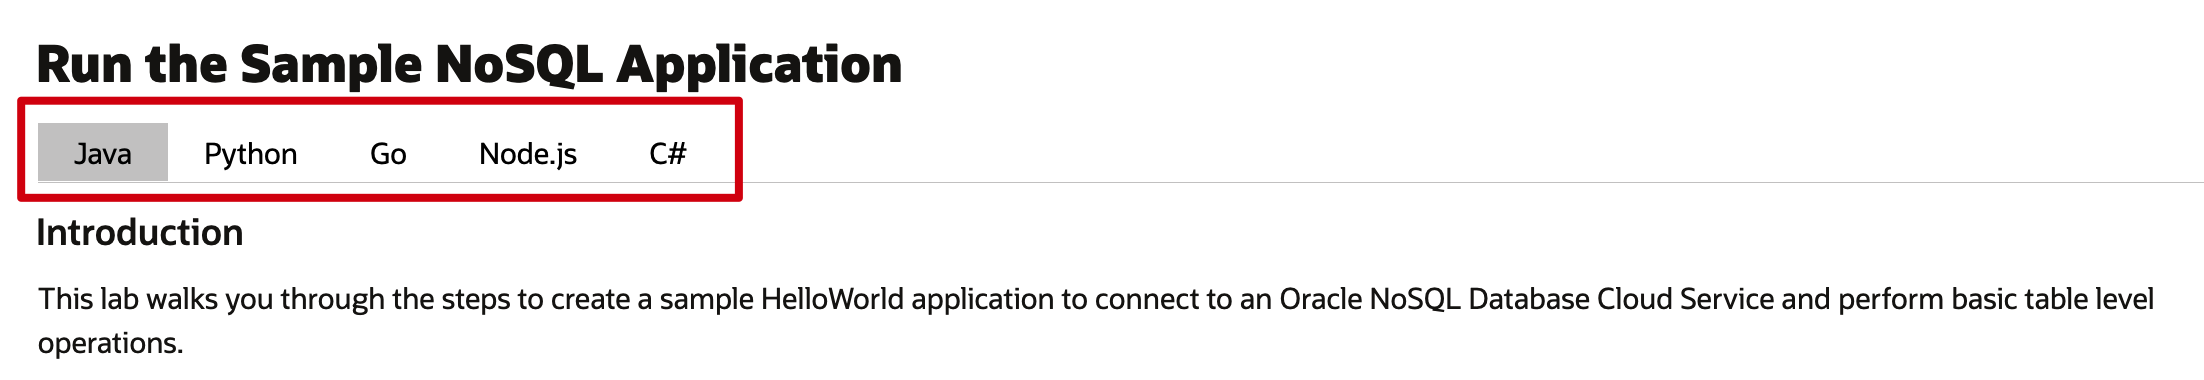 Run the Sample NoSQL Application
Java Python Go Node.js C#
Introduction
This lab walks you through the steps to create a sample HelloWorld application to connect to an Oracle NoSQL Database Cloud Service and perform basic table level
operations.